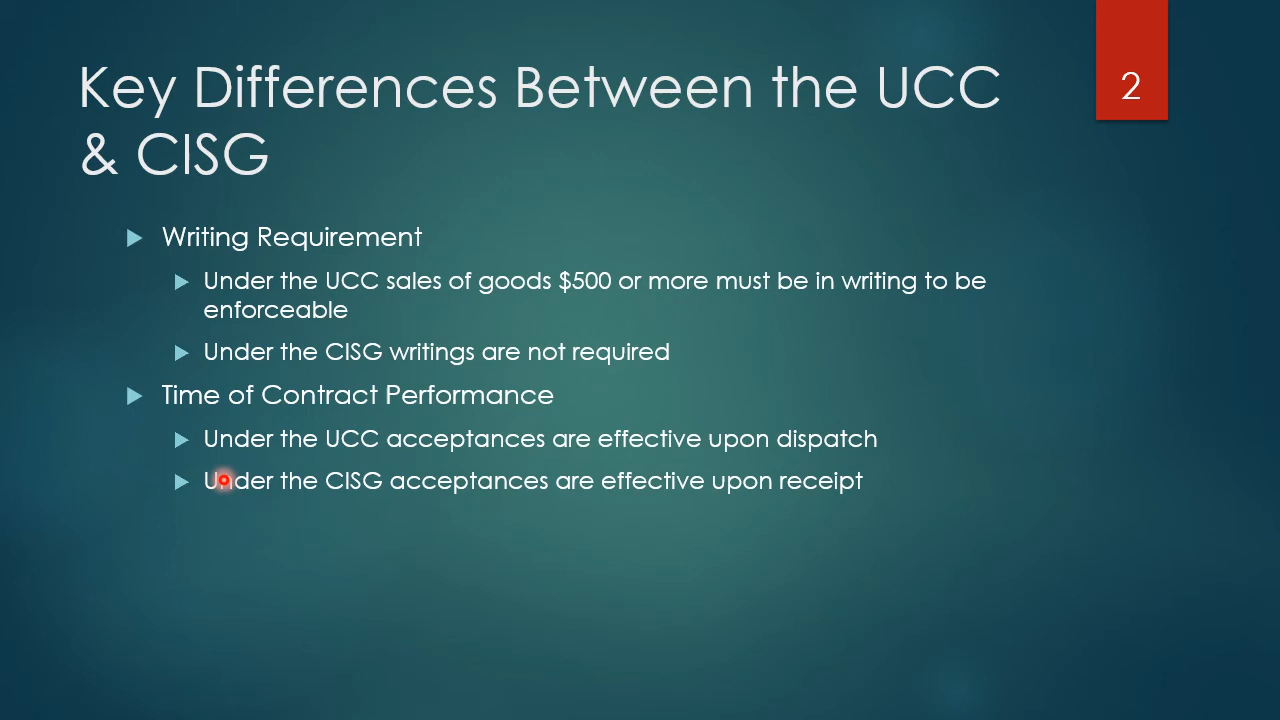 Key Differences Between the UCC
& CISG
2
Writing Requirement
Under the UCC sales of goods $500 or more must be in writing to be
enforceable
Under the CISG writings are not required
Time of Contract Performance
Under the UCC acceptances are effective upon dispatch
Under the CISG acceptances are effective upon receipt